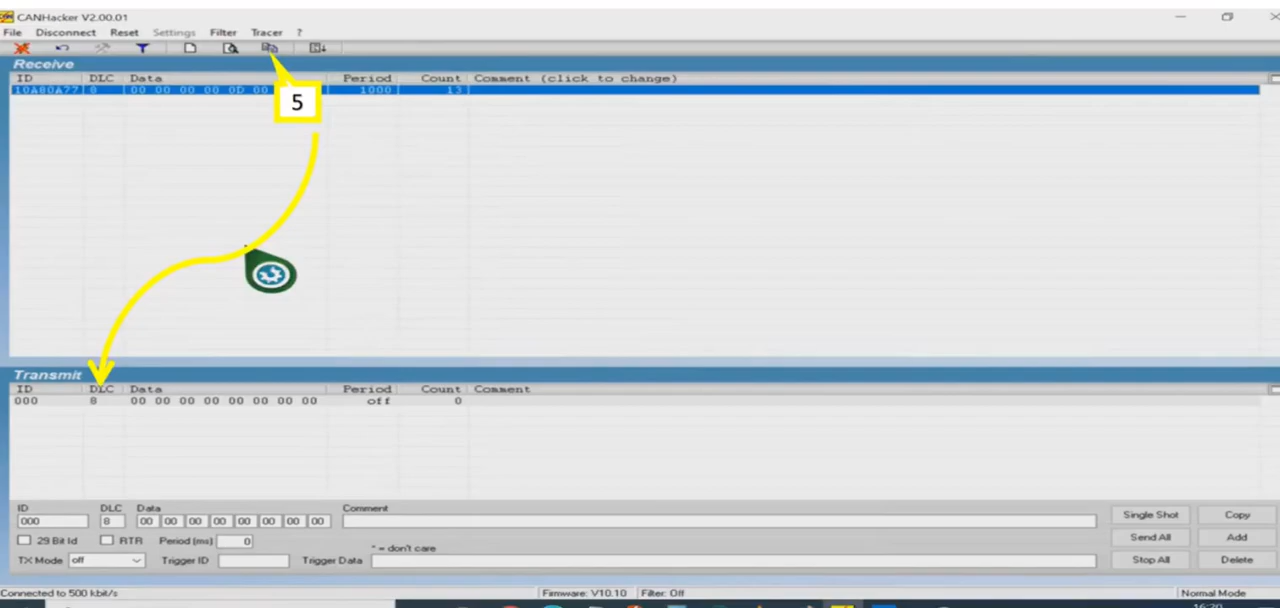 CANHacker V2.00.01
File Disconnect Reset Settings Filter Tracer ?
Receive
ID DLC Data Period Count Comment (click to change)
10A80A77 8 00 00 00 00 0D 00 1000 13
5
Transmit
ID DLC Data Period Count Comment
000 8 00 00 00 00 00 00 00 00 off 0
ID DLC Data Comment
000 8 00 00 00 00 00 00 00 00 Single Shot Copy
29 Bit Id RTR Period (ms) 0 * = don't care Send All Add
TX Mode off Trigger ID Trigger Data Stop All Delete
Connected to 500 kbit/s Firmware: V10.10 Filter: Off Normal Mode
16:20